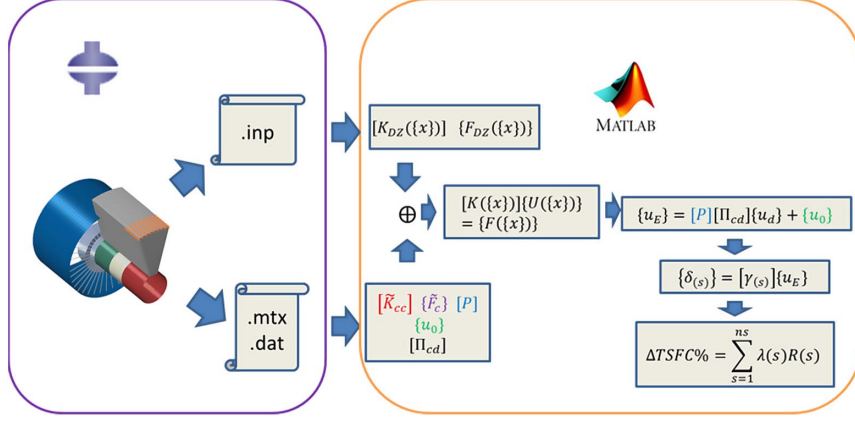 .inp
.mtx
.dat
[K_{DZ}({x})] {F_{DZ}({x})}
⊕
[K̃_{cc}] {F̃_c} [P]
{u_0}
[Π_{cd}]
MATLAB
[K({x})]{U({x})}
= {F({x})}
{u_E} = [P][Π_{cd}]{u_d} + {u_0}
{δ_{(s)}} = [γ_{(s)}]{u_E}
ΔTSFC% = ∑_{s=1}^{ns} λ(s)R(s)